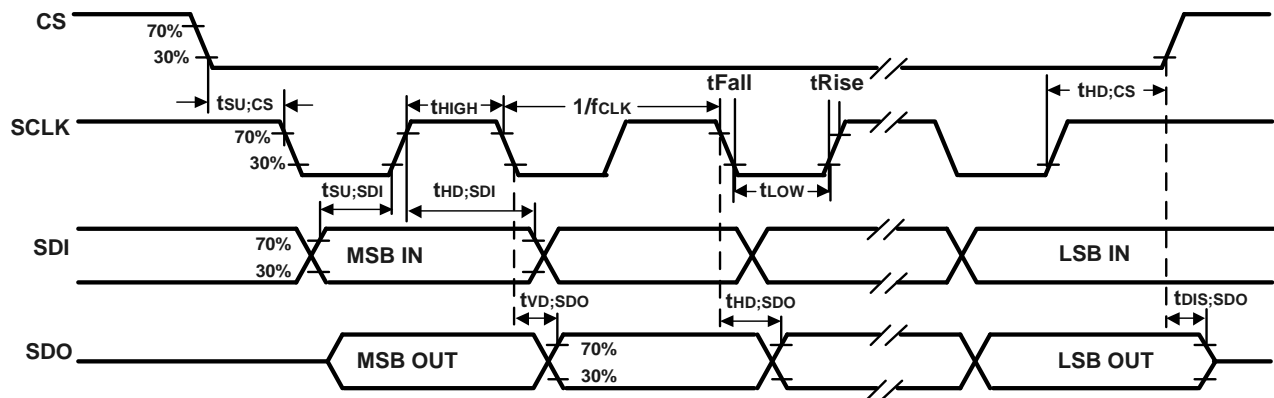 CS
70%
30%
tSU;CS
tHIGH
1/fCLK
tFall
tRise
tHD;CS
SCLK
70%
30%
tSU;SDI
tHD;SDI
tLOW
SDI
70%
30%
MSB IN
LSB IN
tVD;SDO
tHD;SDO
tDIS;SDO
SDO
MSB OUT
70%
30%
LSB OUT